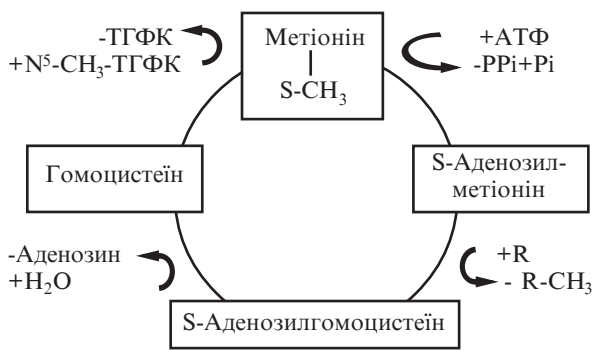 -ТГФК
+N⁵-CH₃-ТГФК
Метіонін
S-CH₃
+АТФ
-PPi+Pi
Гомоцистеїн
S-Аденозил-
метіонін
-Аденозин
+H₂O
+R
- R-CH₃
S-Аденозилгомоцистеїн